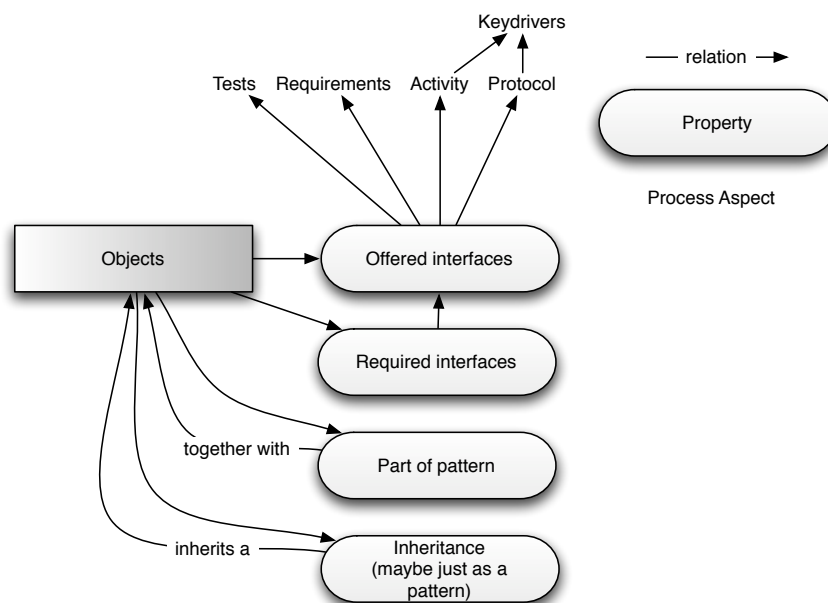 Keydrivers
relation
Tests
Requirements
Activity
Protocol
Property
Process Aspect
Objects
Offered interfaces
Required interfaces
together with
Part of pattern
inherits a
Inheritance
(maybe just as a
pattern)